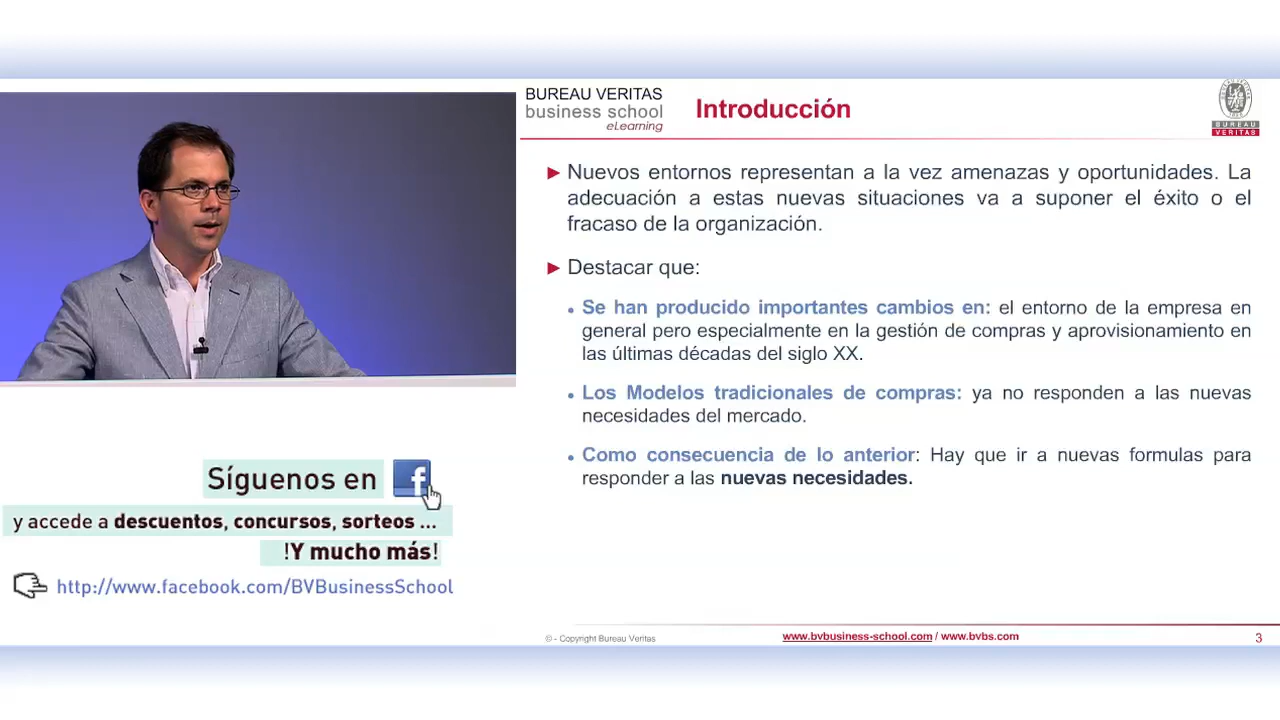 BUREAU VERITAS
business school
eLearning
Introducción
BUREAU
VERITAS
► Nuevos entornos representan a la vez amenazas y oportunidades. La
adecuación a estas nuevas situaciones va a suponer el éxito o el
fracaso de la organización.
► Destacar que:
• Se han producido importantes cambios en: el entorno de la empresa en
general pero especialmente en la gestión de compras y aprovisionamiento en
las últimas décadas del siglo XX.
• Los Modelos tradicionales de compras: ya no responden a las nuevas
necesidades del mercado.
• Como consecuencia de lo anterior: Hay que ir a nuevas formulas para
responder a las nuevas necesidades.
Síguenos en f
y accede a descuentos, concursos, sorteos ...
!Y mucho más!
http://www.facebook.com/BVBusinessSchool
© - Copyright Bureau Veritas
www.bvbusiness-school.com / www.bvbs.com
3